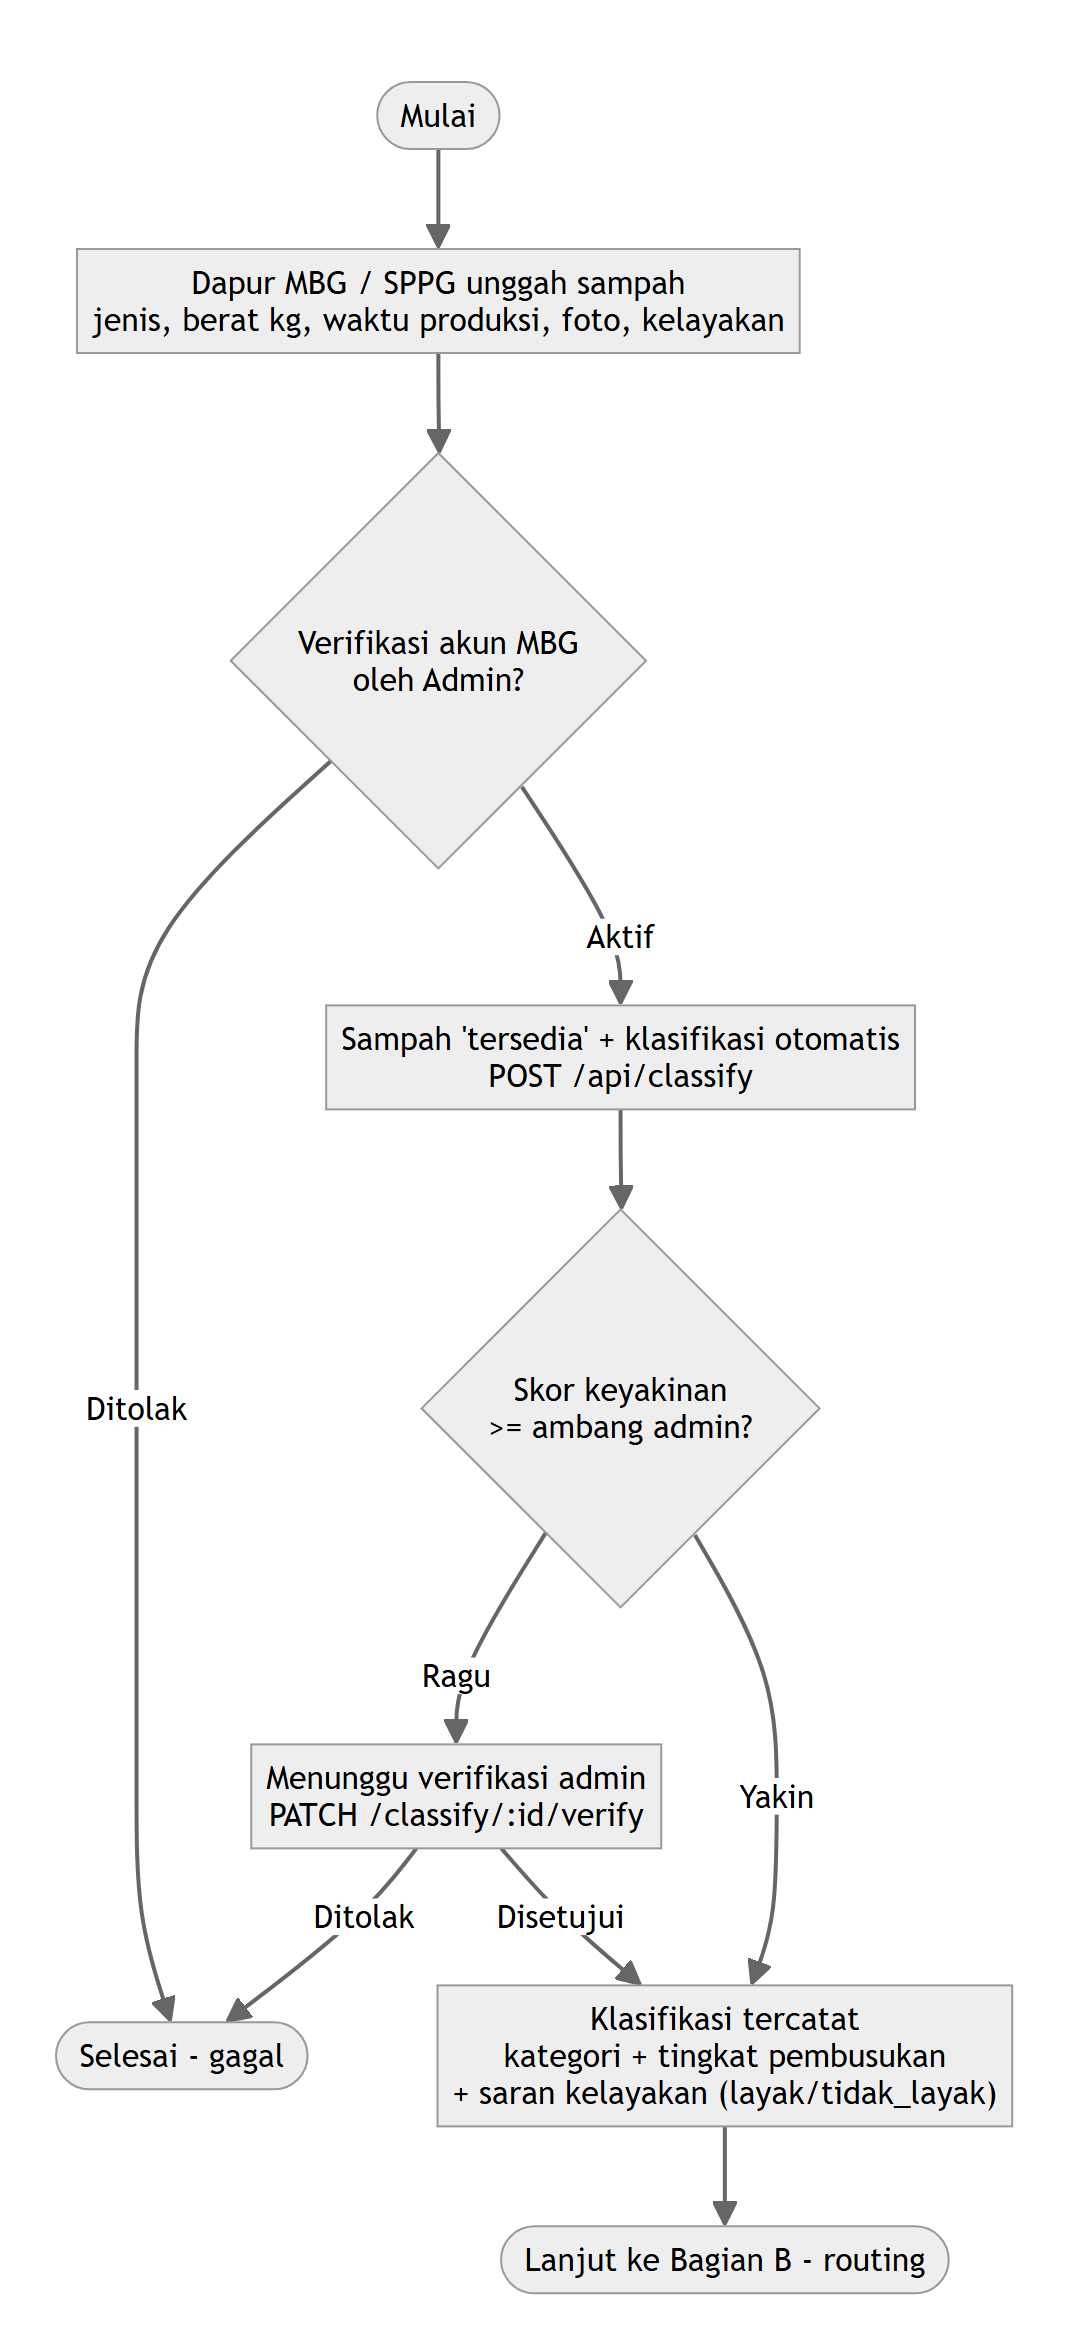 Mulai
Dapur MBG / SPPG unggah sampah
jenis, berat kg, waktu produksi, foto, kelayakan
Verifikasi akun MBG
oleh Admin?
Aktif
Sampah 'tersedia' + klasifikasi otomatis
POST /api/classify
Skor keyakinan
>= ambang admin?
Ditolak
Ragu
Menunggu verifikasi admin
PATCH /classify/:id/verify
Yakin
Ditolak
Disetujui
Klasifikasi tercatat
kategori + tingkat pembusukan
+ saran kelayakan (layak/tidak_layak)
Selesai - gagal
Lanjut ke Bagian B - routing